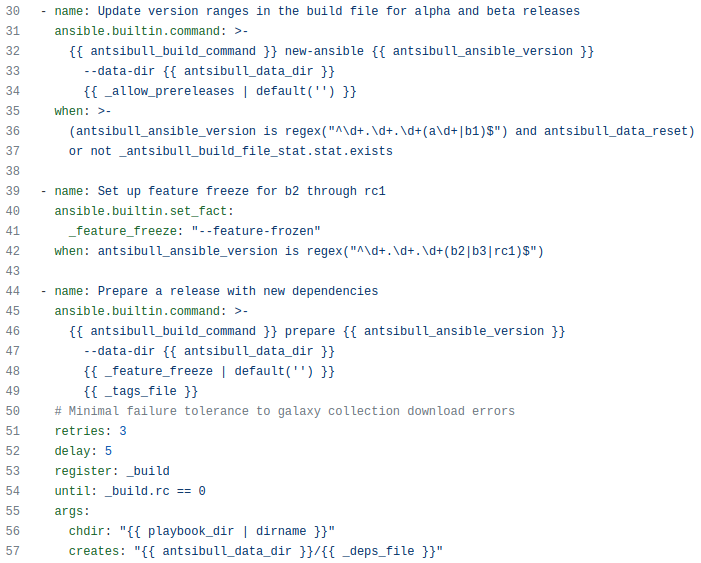 30 - name: Update version ranges in the build file for alpha and beta releases
31   ansible.builtin.command: >-
32     {{ antsibull_build_command }} new-ansible {{ antsibull_ansible_version }}
33       --data-dir {{ antsibull_data_dir }}
34       {{ _allow_prereleases | default('') }}
35   when: >-
36     (antsibull_ansible_version is regex("^\d+.\d+.\d+(a\d+|b1)$") and antsibull_data_reset)
37     or not _antsibull_build_file_stat.stat.exists
38
39 - name: Set up feature freeze for b2 through rc1
40   ansible.builtin.set_fact:
41     _feature_freeze: "--feature-frozen"
42   when: antsibull_ansible_version is regex("^\d+.\d+.\d+(b2|b3|rc1)$")
43
44 - name: Prepare a release with new dependencies
45   ansible.builtin.command: >-
46     {{ antsibull_build_command }} prepare {{ antsibull_ansible_version }}
47       --data-dir {{ antsibull_data_dir }}
48       {{ _feature_freeze | default('') }}
49       {{ _tags_file }}
50   # Minimal failure tolerance to galaxy collection download errors
51   retries: 3
52   delay: 5
53   register: _build
54   until: _build.rc == 0
55   args:
56     chdir: "{{ playbook_dir | dirname }}"
57     creates: "{{ antsibull_data_dir }}/{{ _deps_file }}"